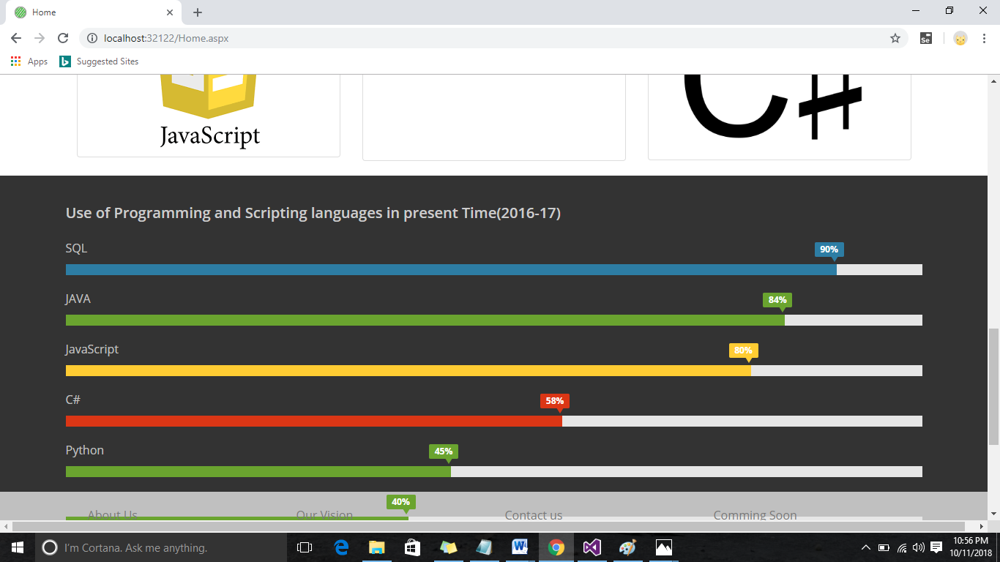 Home
localhost:32122/Home.aspx
Se
Apps
Suggested Sites
JavaScript
C#
Use of Programming and Scripting languages in present Time(2016-17)
SQL
90%
JAVA
84%
JavaScript
80%
C#
58%
Python
45%
40%
About Us
Our Vision
Contact us
Comming Soon
I'm Cortana. Ask me anything.
10:56 PM
10/11/2018